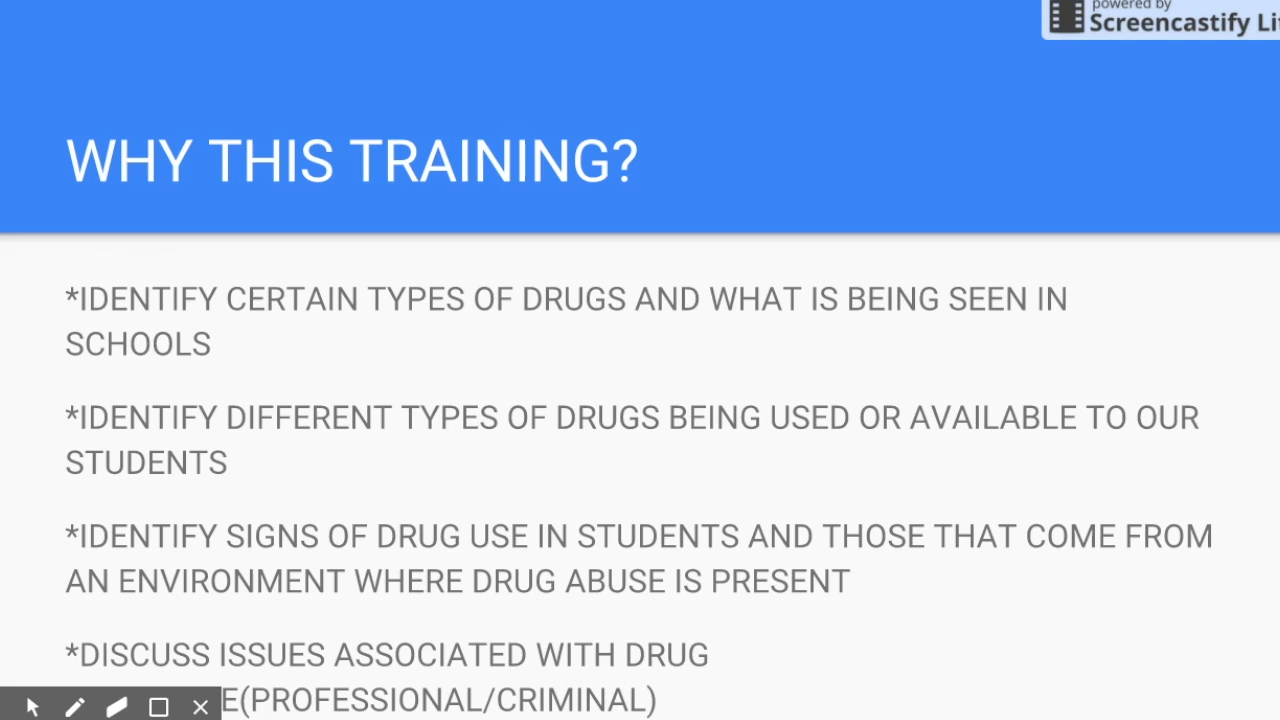 powered by
Screencastify Li
WHY THIS TRAINING?
*IDENTIFY CERTAIN TYPES OF DRUGS AND WHAT IS BEING SEEN IN
SCHOOLS
*IDENTIFY DIFFERENT TYPES OF DRUGS BEING USED OR AVAILABLE TO OUR
STUDENTS
*IDENTIFY SIGNS OF DRUG USE IN STUDENTS AND THOSE THAT COME FROM
AN ENVIRONMENT WHERE DRUG ABUSE IS PRESENT
*DISCUSS ISSUES ASSOCIATED WITH DRUG
E(PROFESSIONAL/CRIMINAL)